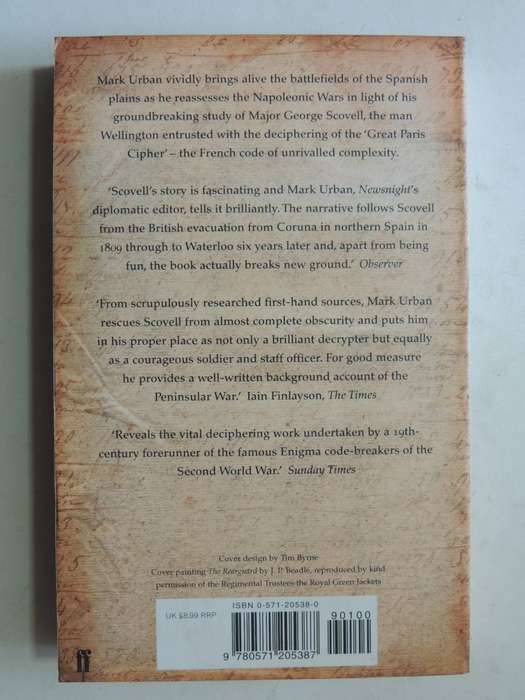 Mark Urban vividly brings alive the battlefields of the Spanish
plains as he reassesses the Napoleonic Wars in light of his
groundbreaking study of Major George Scovell, the man
Wellington entrusted with the deciphering of the 'Great Paris
Cipher' – the French code of unrivalled complexity.
'Scovell's story is fascinating and Mark Urban, Newsnight's
diplomatic editor, tells it brilliantly. The narrative follows Scovell
from the British evacuation from Coruna in northern Spain in
1809 through to Waterloo six years later and, apart from being
fun, the book actually breaks new ground.' Observer
'From scrupulously researched first-hand sources, Mark Urban
rescues Scovell from almost complete obscurity and puts him
in his proper place as not only a brilliant decrypter but equally
as a courageous soldier and staff officer. For good measure
he provides a well-written background account of the
Peninsular War.' Iain Finlayson, The Times
'Reveals the vital deciphering work undertaken by a 19th-
century forerunner of the famous Enigma code-breakers of the
Second World War.' Sunday Times
Cover design by Tim Byrne
Cover painting The Rearguard by J. P. Beadle, reproduced by kind
permission of the Regimental Trustees the Royal Green Jackets
ISBN 0-571-20538-0
UK £8.99 RRP
90100
9 780571 205387
ff